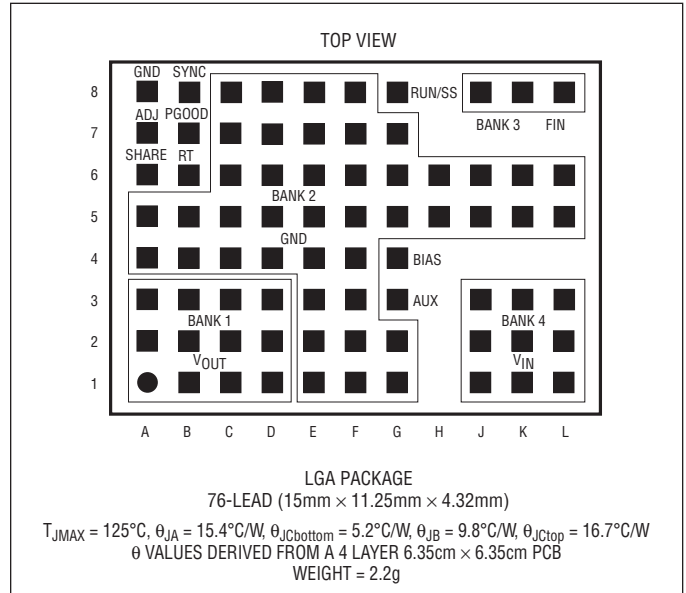 TOP VIEW
GND SYNC
8
RUN/SS
ADJ PGOOD
7
BANK 3 FIN
SHARE RT
6
BANK 2
5
GND
4
BIAS
3
AUX
BANK 1
BANK 4
2
VOUT
VIN
1
A B C D E F G H J K L
LGA PACKAGE
76-LEAD (15mm × 11.25mm × 4.32mm)
TJMAX = 125°C, θJA = 15.4°C/W, θJCbottom = 5.2°C/W, θJB = 9.8°C/W, θJCtop = 16.7°C/W
θ VALUES DERIVED FROM A 4 LAYER 6.35cm × 6.35cm PCB
WEIGHT = 2.2g